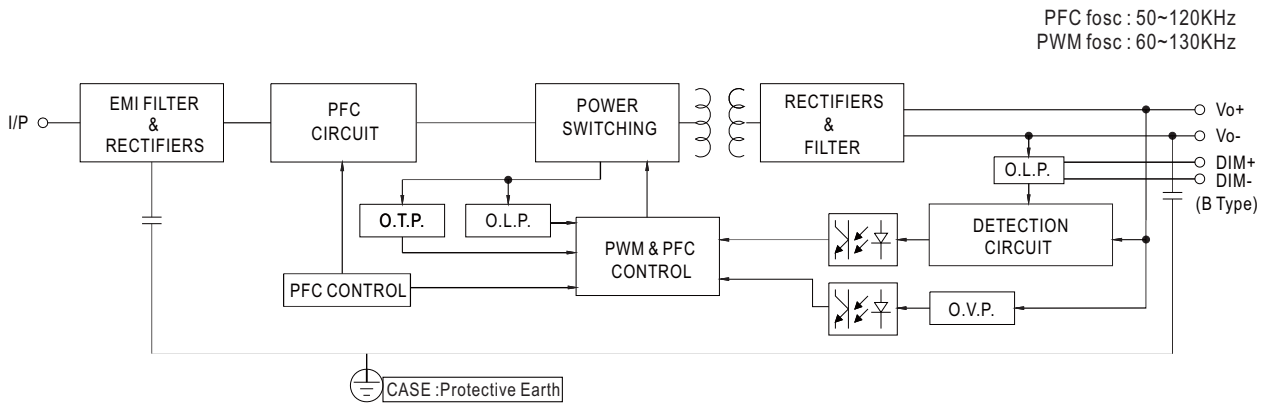 PFC fosc : 50~120KHz
PWM fosc : 60~130KHz
I/P
EMI FILTER
&
RECTIFIERS
PFC
CIRCUIT
POWER
SWITCHING
RECTIFIERS
&
FILTER
Vo+
Vo-
DIM+
DIM-
(B Type)
O.L.P.
O.T.P.
O.L.P.
PWM & PFC
CONTROL
DETECTION
CIRCUIT
PFC CONTROL
O.V.P.
CASE :Protective Earth